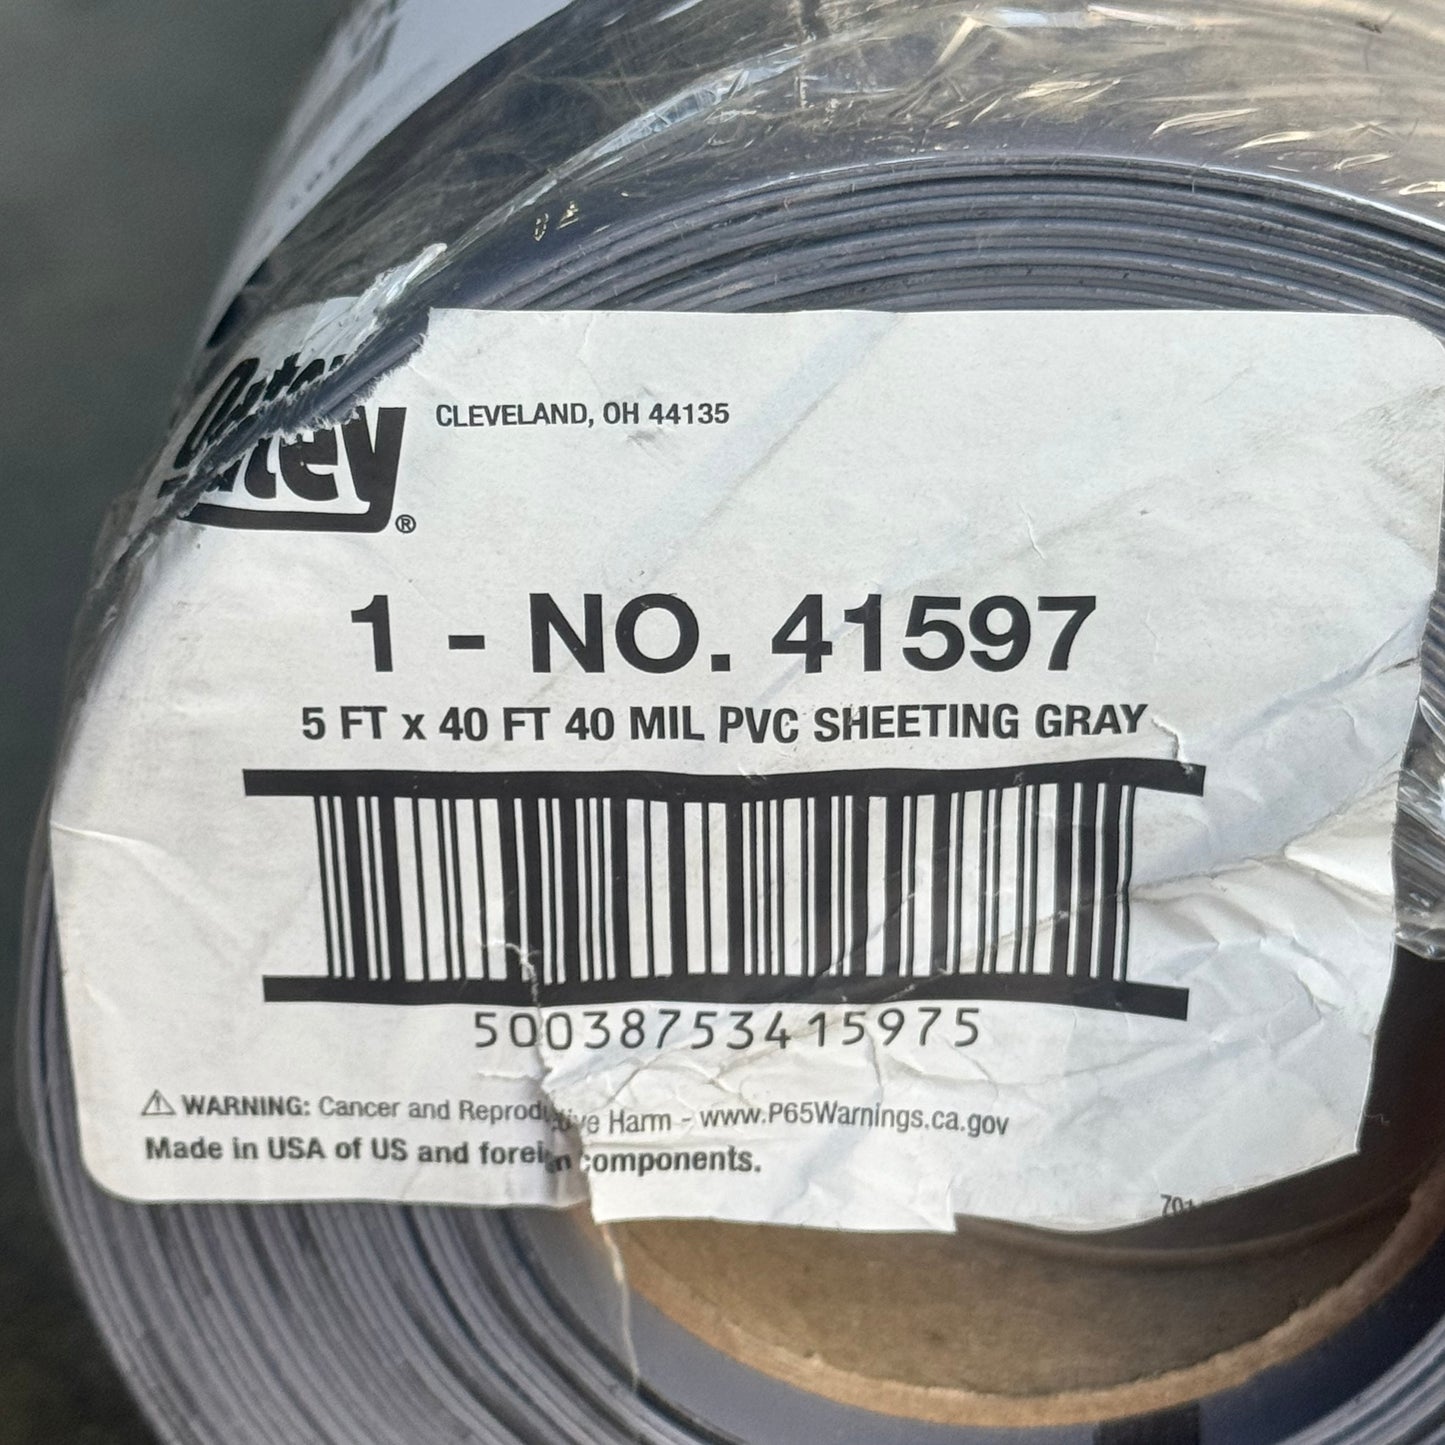 Oatey®
CLEVELAND, OH 44135
1 - NO. 41597
5 FT x 40 FT 40 MIL PVC SHEETING GRAY
50038753415975
⚠ WARNING: Cancer and Reproductive Harm - www.P65Warnings.ca.gov
Made in USA of US and foreign components.